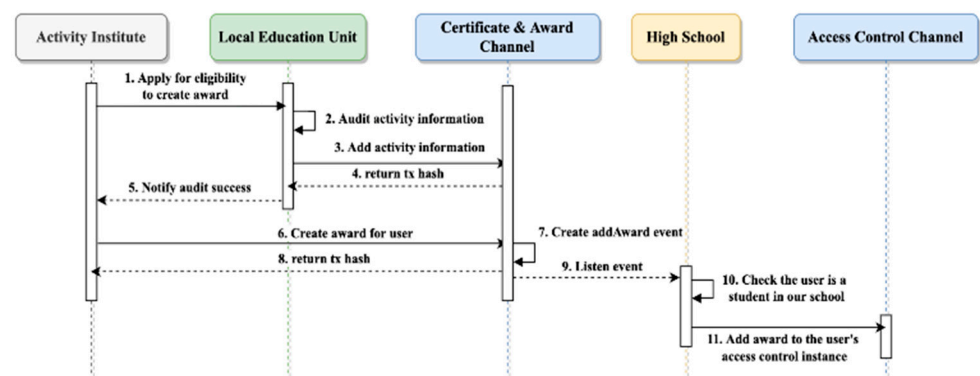 Activity Institute
Local Education Unit
Certificate & Award
Channel
High School
Access Control Channel
1. Apply for eligibility
to create award
2. Audit activity information
3. Add activity information
4. return tx hash
5. Notify audit success
6. Create award for user
7. Create addAward event
8. return tx hash
9. Listen event
10. Check the user is a
student in our school
11. Add award to the user's
access control instance